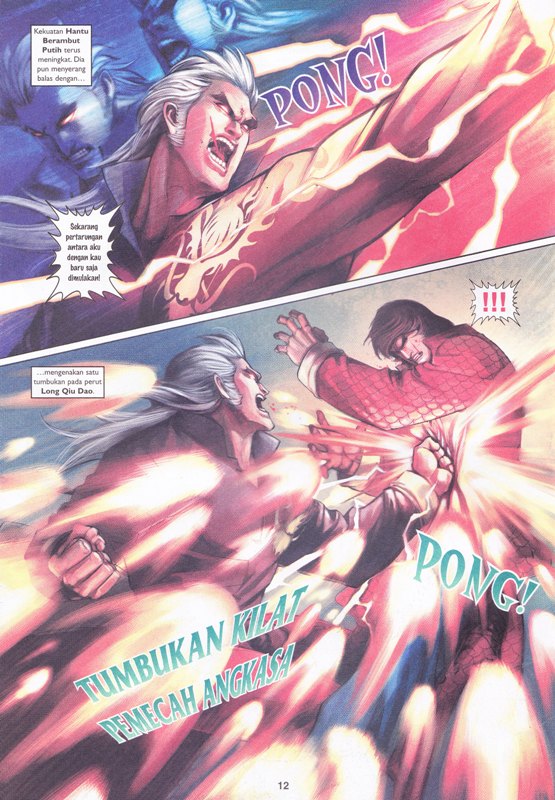 Kekuatan Hantu
Berambut
Putih terus
meningkat. Dia
pun menyerang
balas dengan...
PONG!
Sekarang
pertarungan
antara aku
dengan kau
baru saja
dimulakan!
!!!
...mengenakan satu
tumbukan pada perut
Long Qiu Dao.
PONG!
TUMBUKAN KILAT
PEMECAH ANGKASA
12